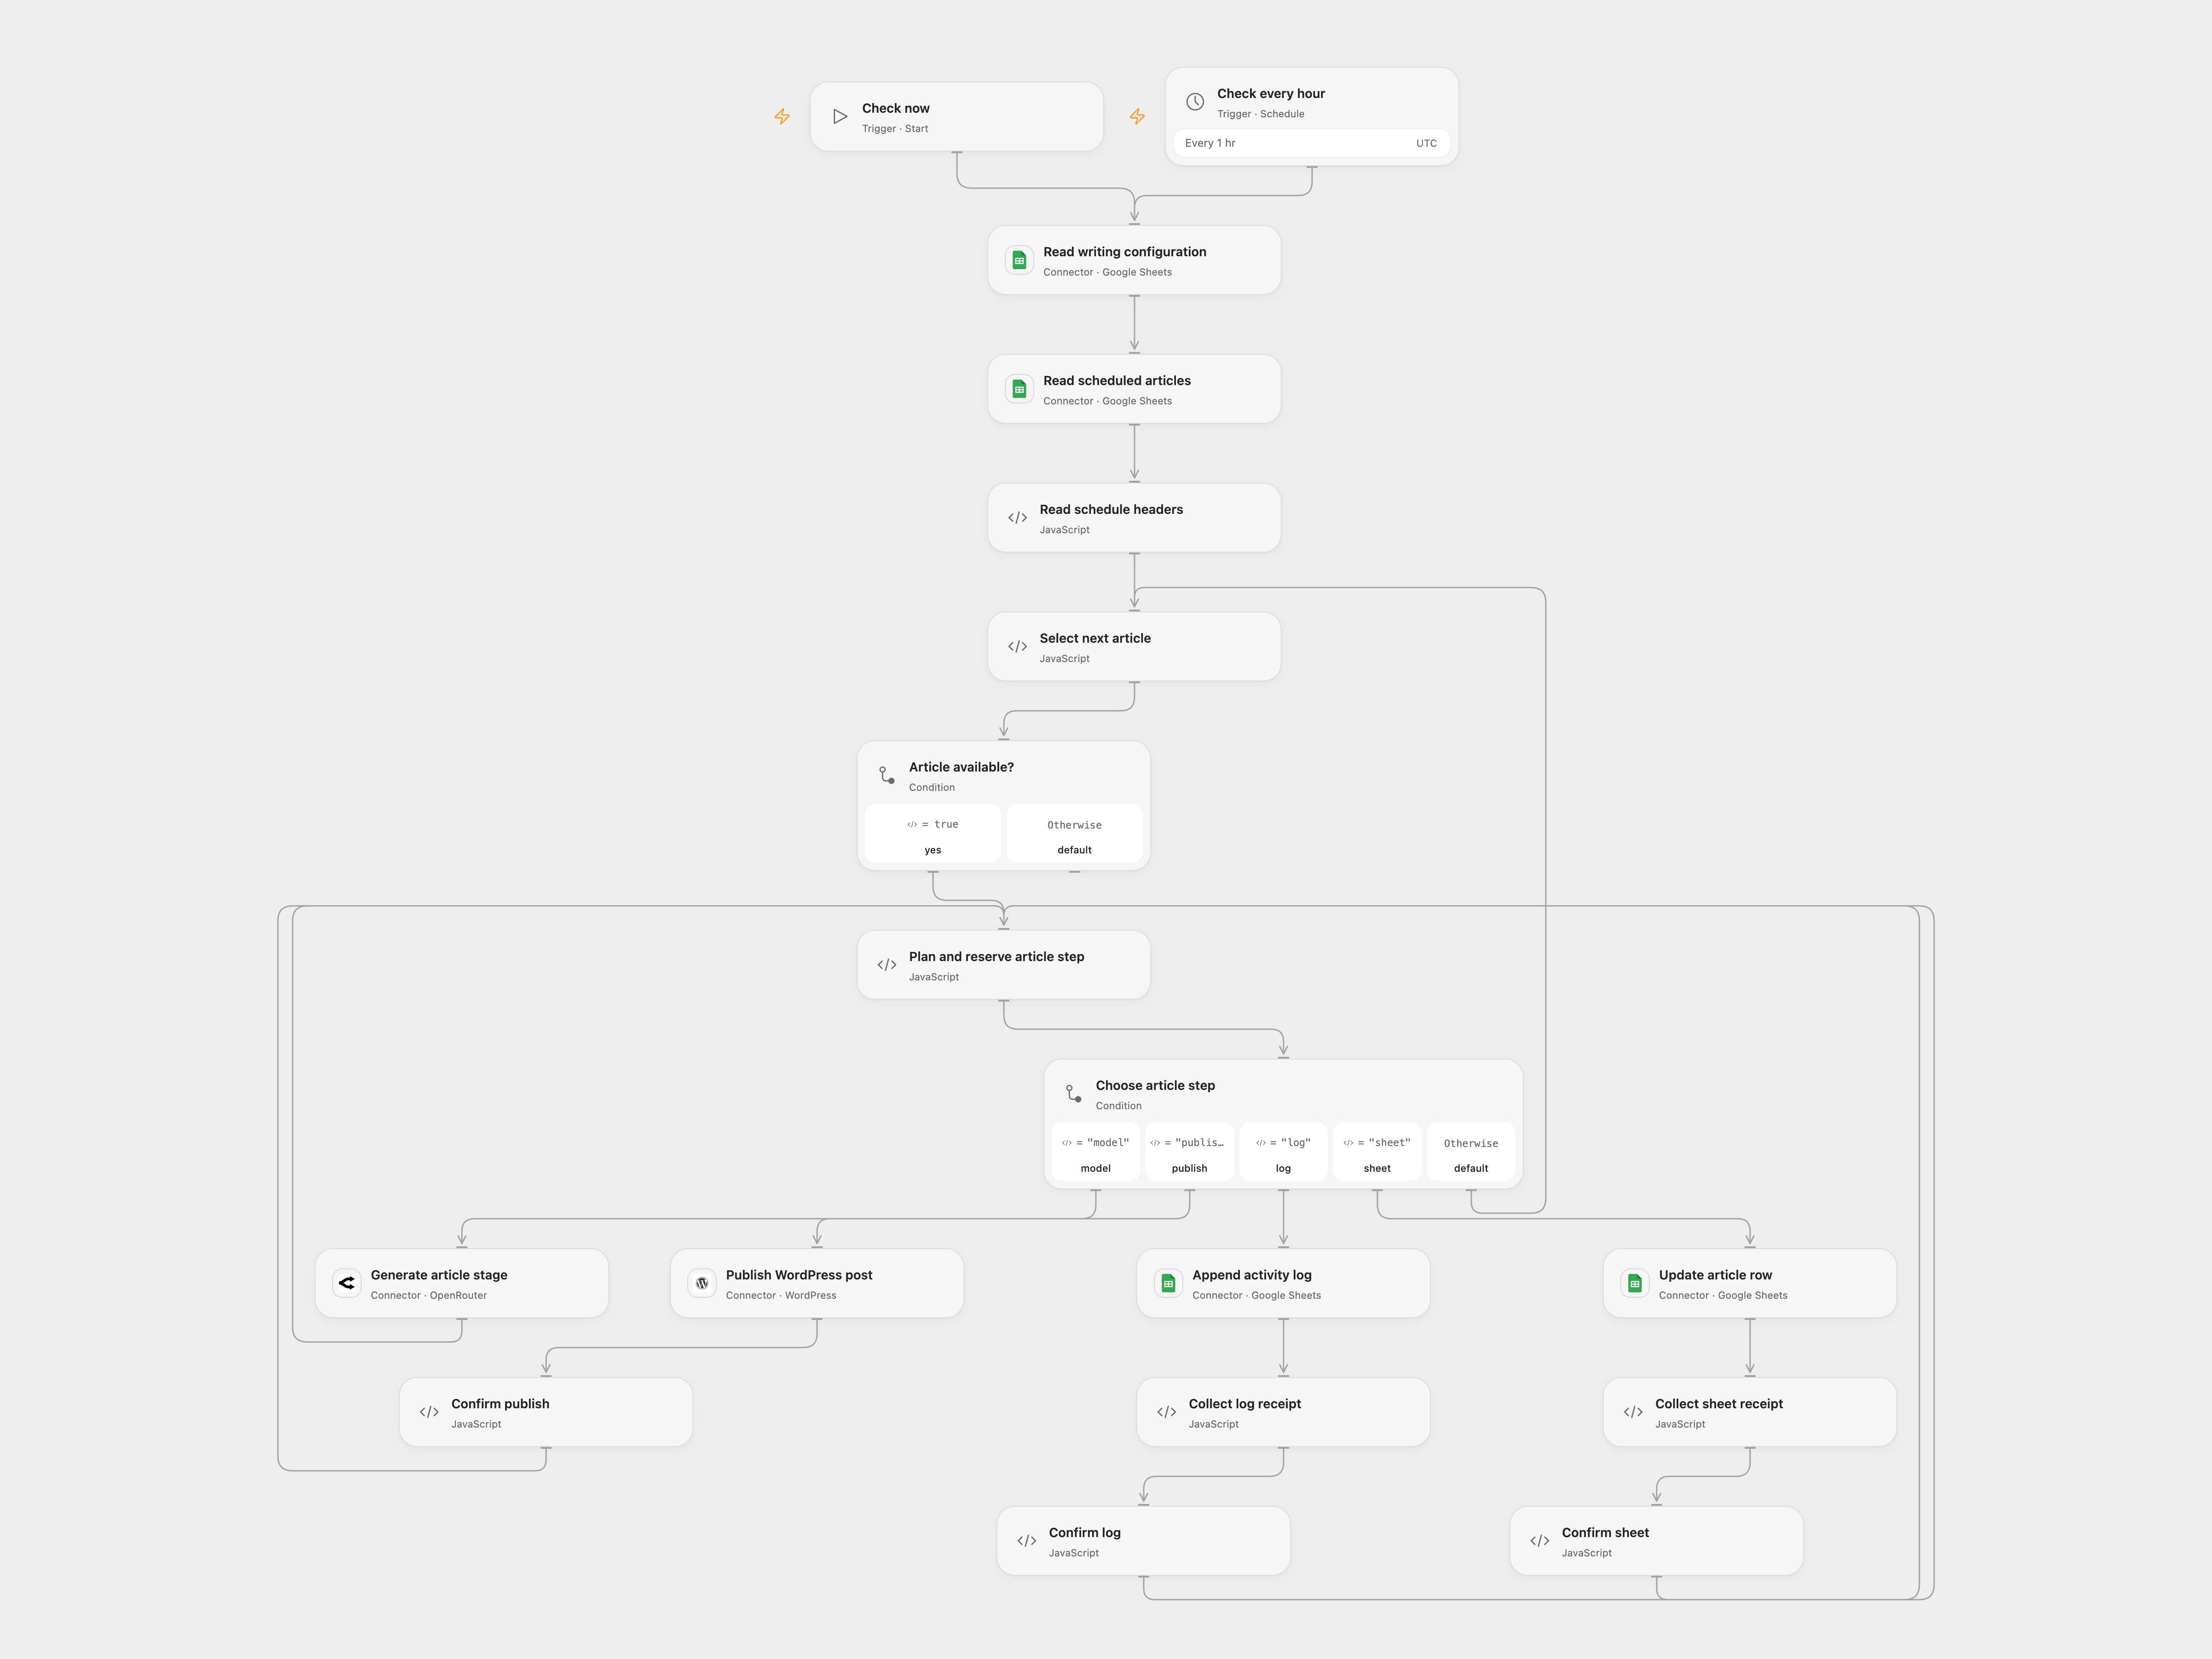 Check now
Trigger · Start
Check every hour
Trigger · Schedule
Every 1 hr
UTC
Read writing configuration
Connector · Google Sheets
Read scheduled articles
Connector · Google Sheets
Read schedule headers
JavaScript
Select next article
JavaScript
Article available?
Condition
</> = true
yes
Otherwise
default
Plan and reserve article step
JavaScript
Choose article step
Condition
</> = "model"
model
</> = "publis…
publish
</> = "log"
log
</> = "sheet"
sheet
Otherwise
default
Generate article stage
Connector · OpenRouter
Publish WordPress post
Connector · WordPress
Append activity log
Connector · Google Sheets
Update article row
Connector · Google Sheets
Confirm publish
JavaScript
Collect log receipt
JavaScript
Collect sheet receipt
JavaScript
Confirm log
JavaScript
Confirm sheet
JavaScript